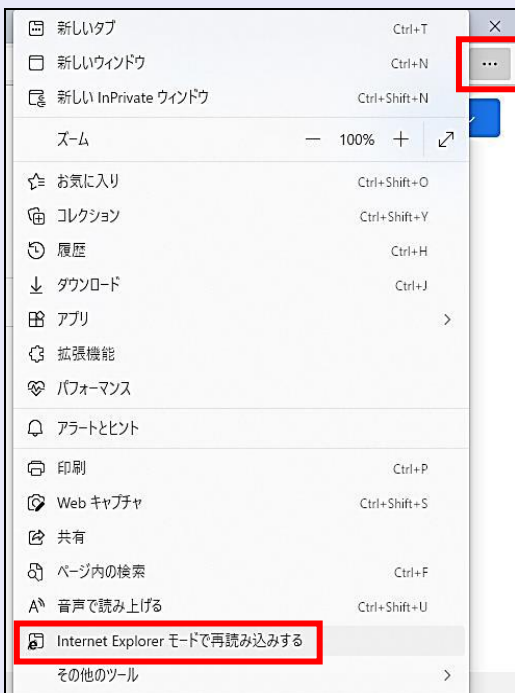 新しいタブ Ctrl+T
新しいウィンドウ Ctrl+N
新しい InPrivate ウィンドウ Ctrl+Shift+N
ズーム 100%
お気に入り Ctrl+Shift+O
コレクション Ctrl+Shift+Y
履歴 Ctrl+H
ダウンロード Ctrl+J
アプリ
拡張機能
パフォーマンス
アラートとヒント
印刷 Ctrl+P
Web キャプチャ Ctrl+Shift+S
共有
ページ内の検索 Ctrl+F
音声で読み上げる Ctrl+Shift+U
Internet Explorer モードで再読み込みする
その他のツール